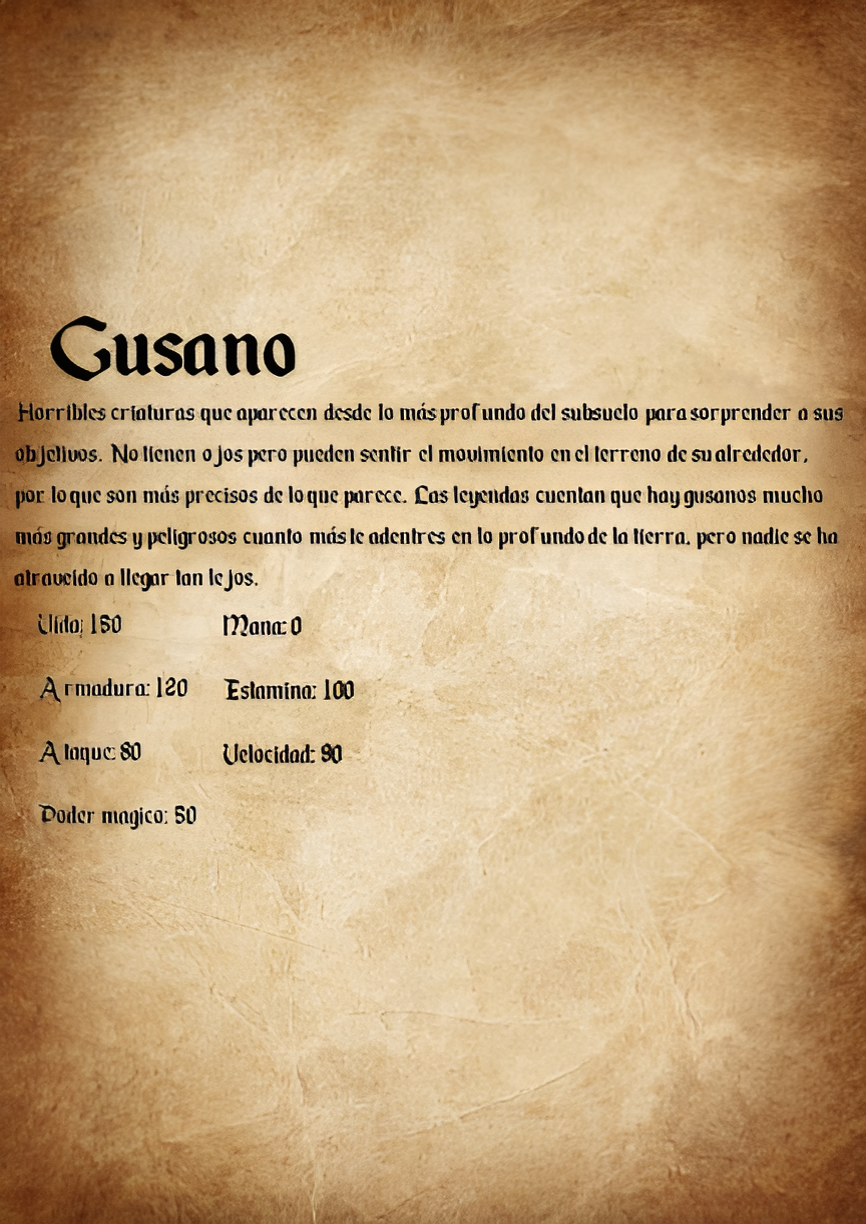 Gusano
Horribles criaturas que aparecen desde lo más profundo del subsuelo para sorprender a sus
objetivos. No tienen ojos pero pueden sentir el movimiento en el terreno de su alrededor,
por lo que son más precisos de lo que parece. Las leyendas cuentan que hay gusanos mucho
más grandes y peligrosos cuanto más te adentres en lo profundo de la tierra, pero nadie se ha
atrevido a llegar tan lejos.
Vida: 150 Mana: 0
Armadura: 120 Estamina: 100
Ataque: 80 Velocidad: 90
Poder magico: 50